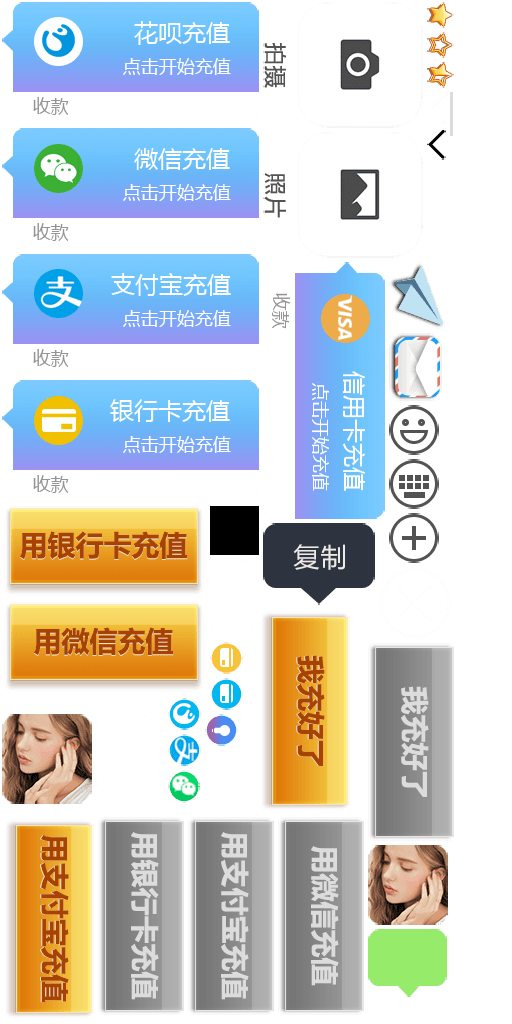 花呗充值
点击开始充值
收款
微信充值
点击开始充值
收款
支付宝充值
点击开始充值
收款
银行卡充值
点击开始充值
收款
拍摄
照片
收款
VISA
信用卡充值
点击开始充值
复制
用银行卡充值
用微信充值
我充好了
我充好了
用支付宝充值
用银行卡充值
用支付宝充值
用微信充值